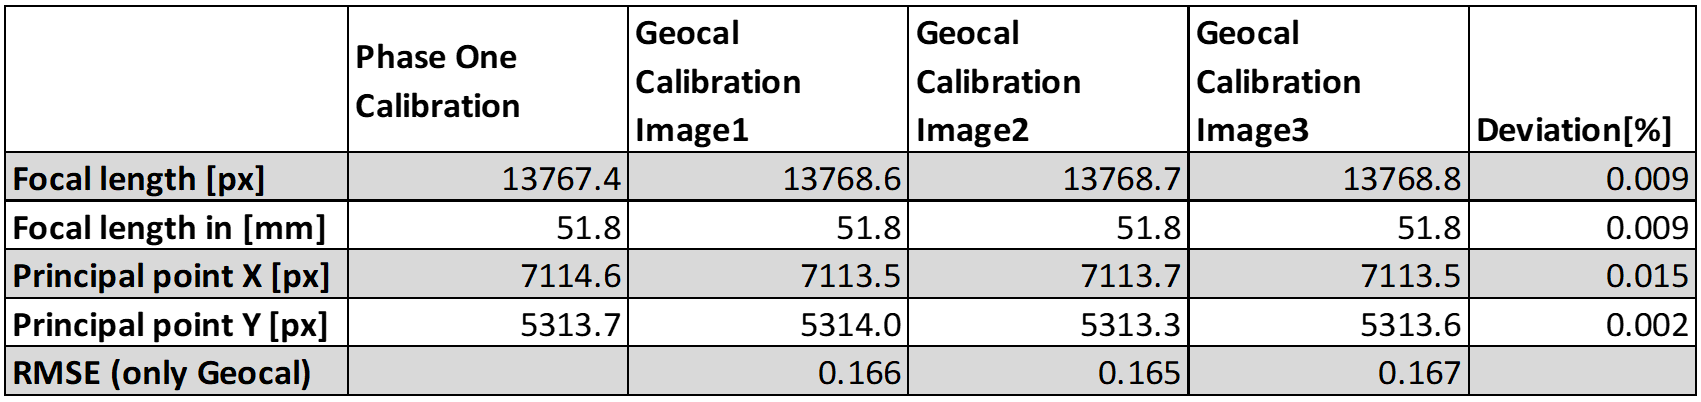 Phase One Calibration | Geocal Calibration Image1 | Geocal Calibration Image2 | Geocal Calibration Image3 | Deviation[%]
Focal length [px] 13767.4 13768.6 13768.7 13768.8 0.009
Focal length in [mm] 51.8 51.8 51.8 51.8 0.009
Principal point X [px] 7114.6 7113.5 7113.7 7113.5 0.015
Principal point Y [px] 5313.7 5314.0 5313.3 5313.6 0.002
RMSE (only Geocal) 0.166 0.165 0.167